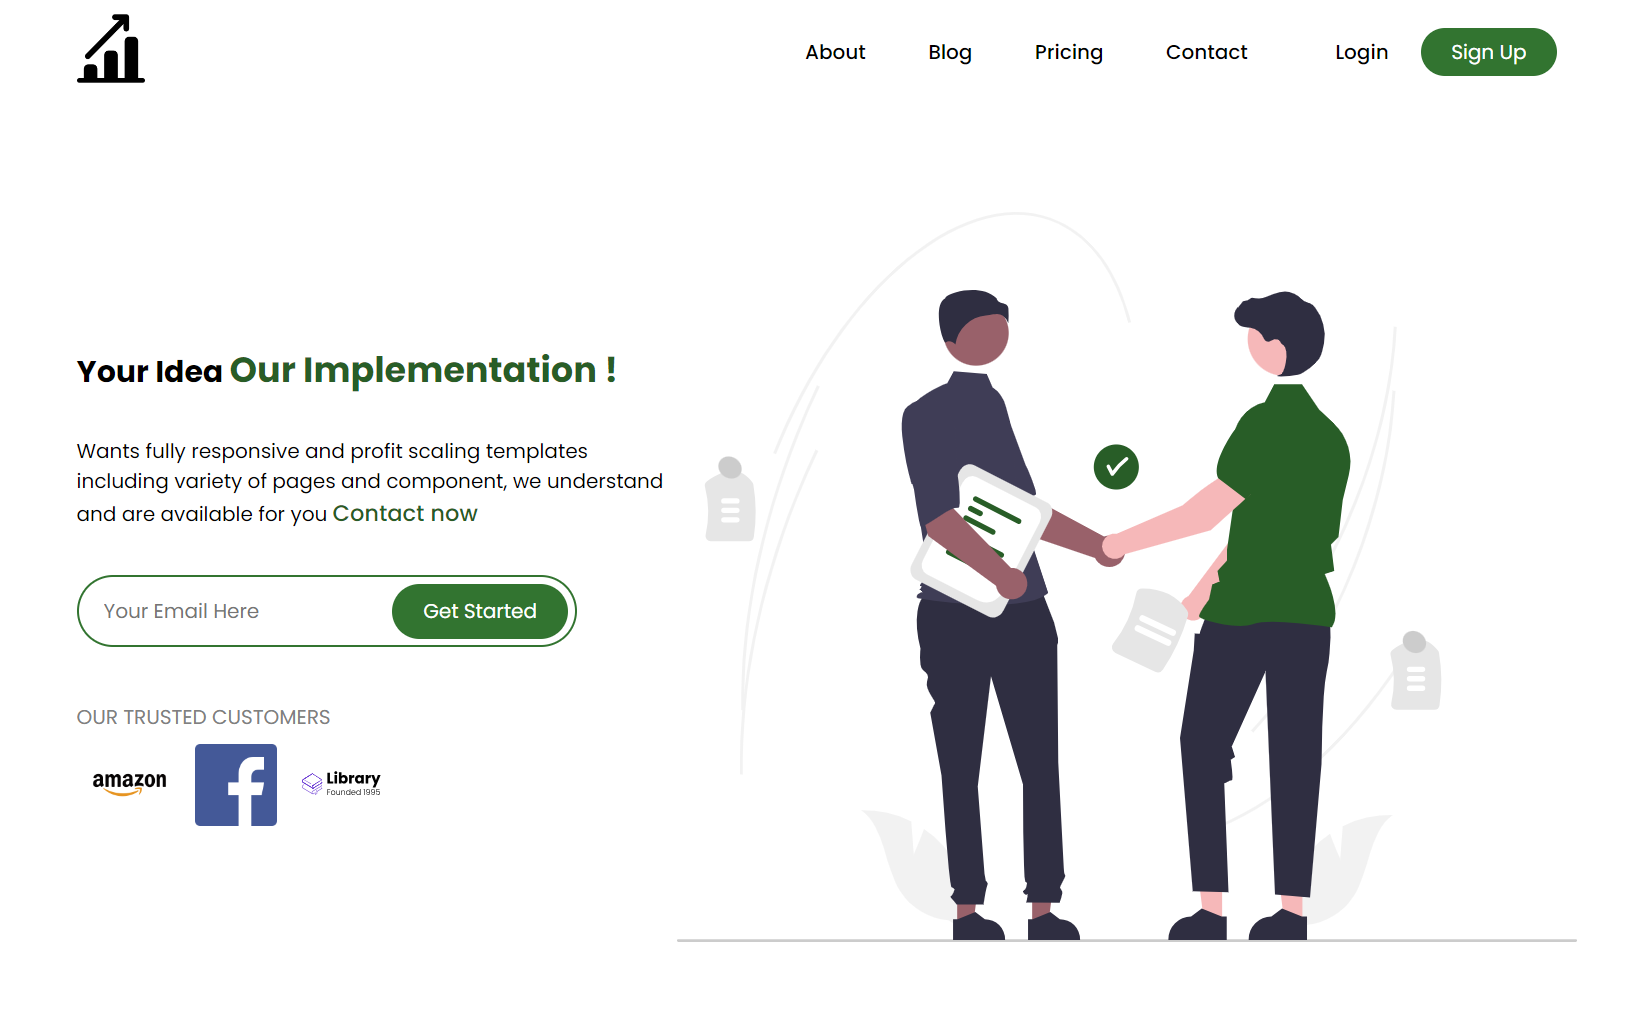 About Blog Pricing Contact Login Sign Up
Your Idea Our Implementation !
Wants fully responsive and profit scaling templates
including variety of pages and component, we understand
and are available for you Contact now
Your Email Here Get Started
OUR TRUSTED CUSTOMERS
amazon
Library
Founded 1995